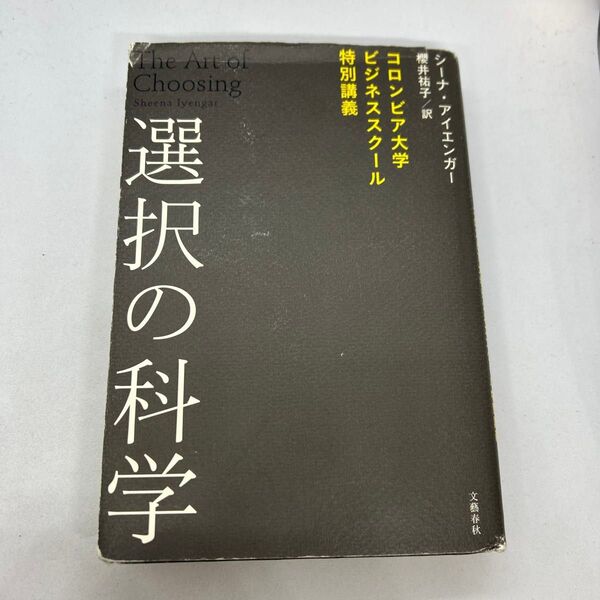 The Art of
Choosing
Sheena Iyengar
シーナ・アイエンガー
櫻井祐子／訳
コロンビア大学
ビジネススクール
特別講義
選択の科学
文藝春秋